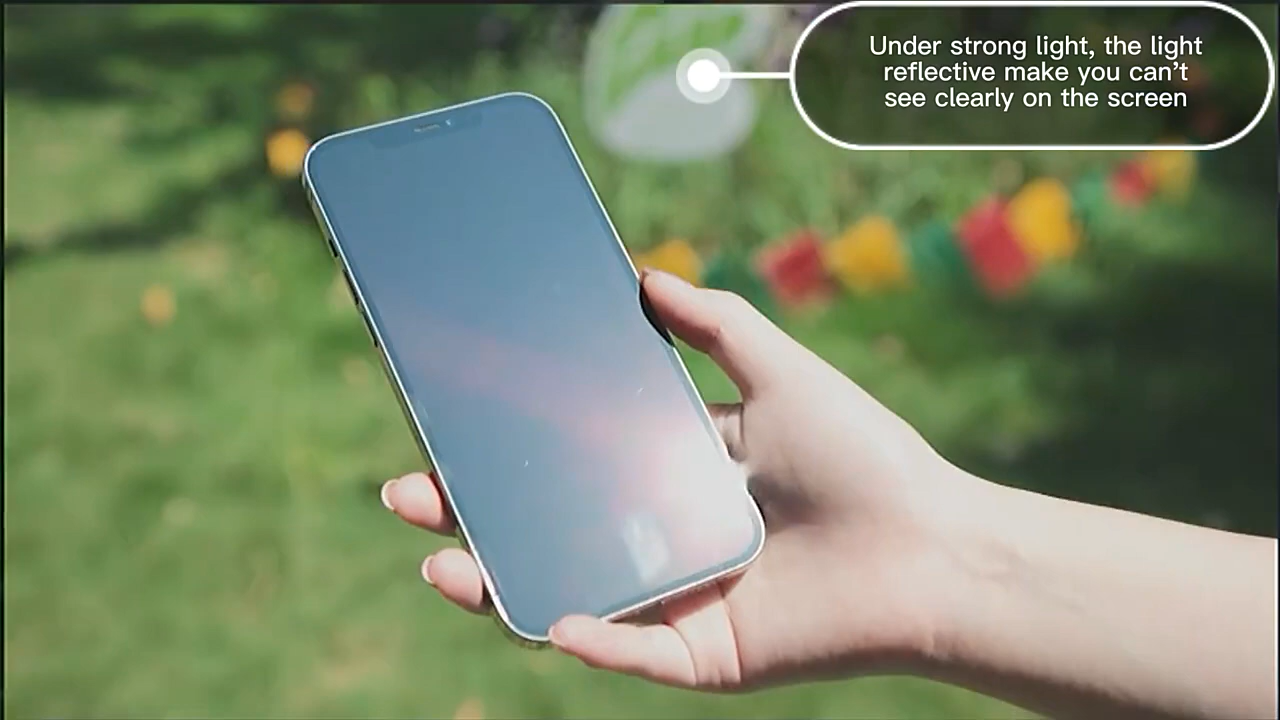 Under strong light, the light
reflective make you can't
see clearly on the screen